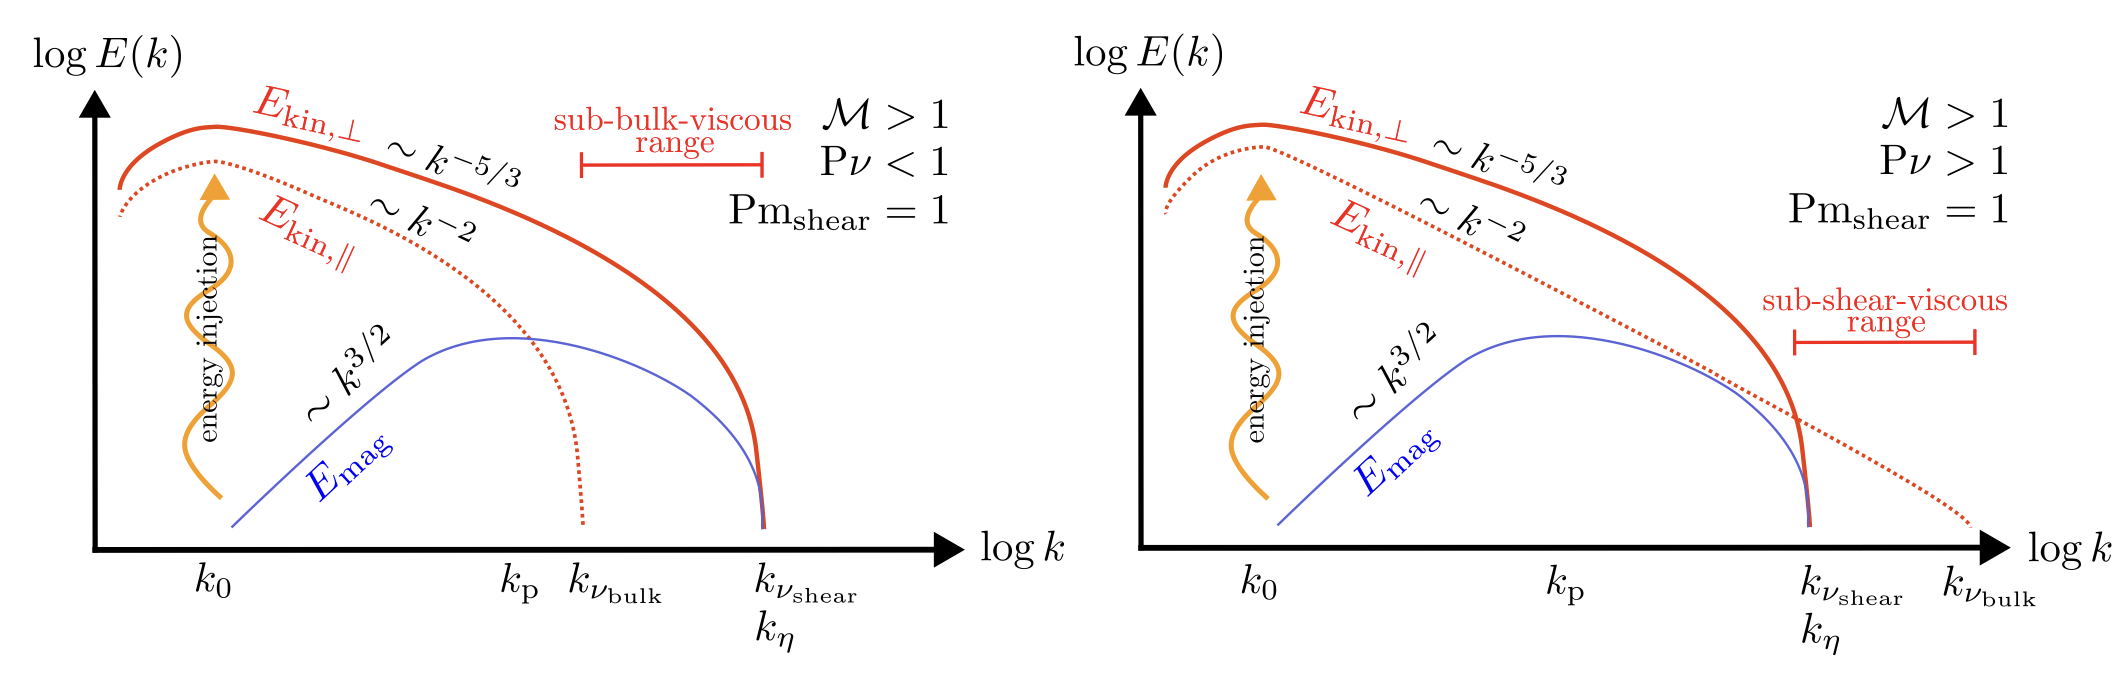 log E(k)
E_kin,⊥
∼ k^−5/3
sub-bulk-viscous
range
ℳ > 1
Pν < 1
Pm_shear = 1
∼ k^−2
E_kin,∥
energy injection
∼ k^3/2
E_mag
log k
k_0
k_p
k_ν_bulk
k_ν_shear
k_η
log E(k)
E_kin,⊥
∼ k^−5/3
ℳ > 1
Pν > 1
Pm_shear = 1
∼ k^−2
E_kin,∥
sub-shear-viscous
range
energy injection
∼ k^3/2
E_mag
log k
k_0
k_p
k_ν_shear
k_ν_bulk
k_η